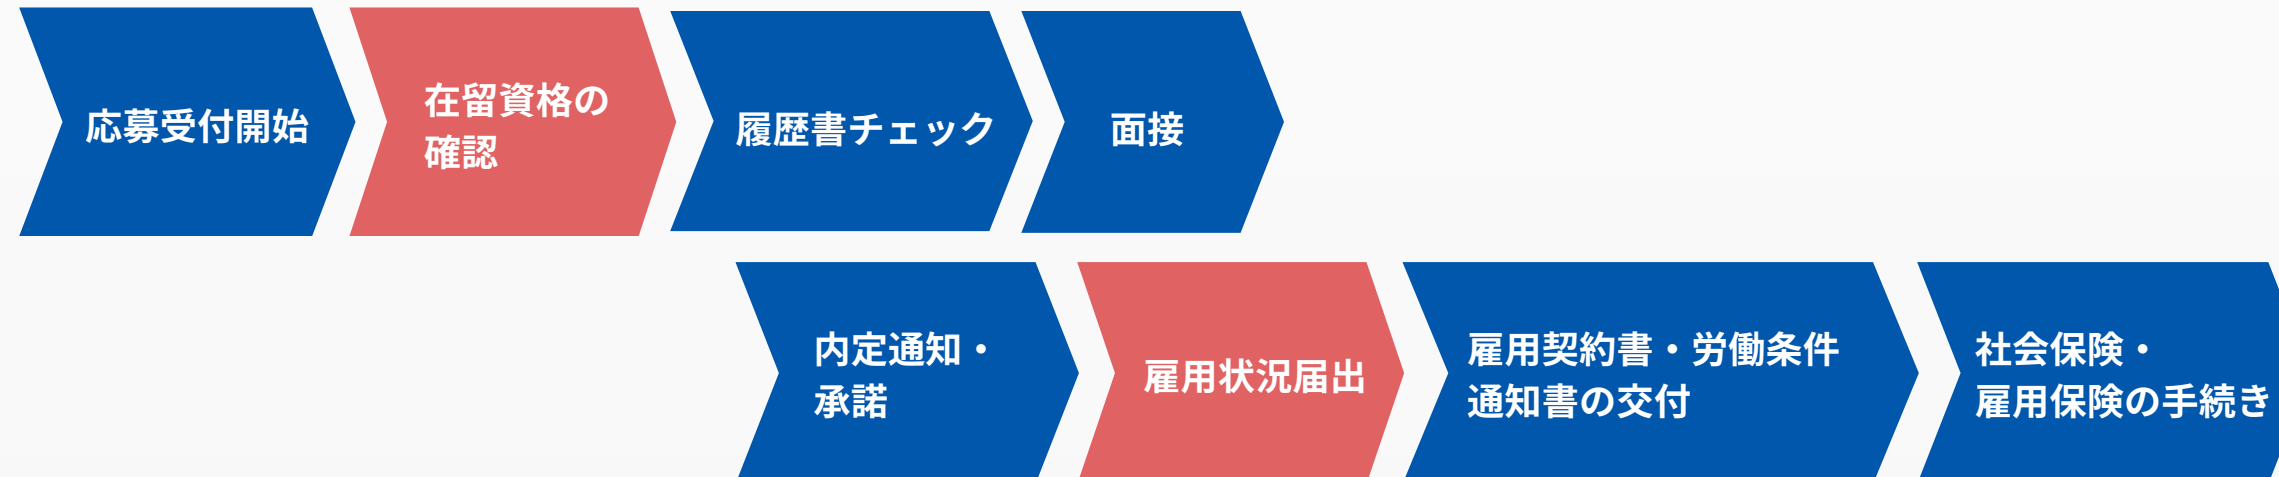 応募受付開始
在留資格の
確認
履歴書チェック
面接
内定通知・
承諾
雇用状況届出
雇用契約書・労働条件
通知書の交付
社会保険・
雇用保険の手続き